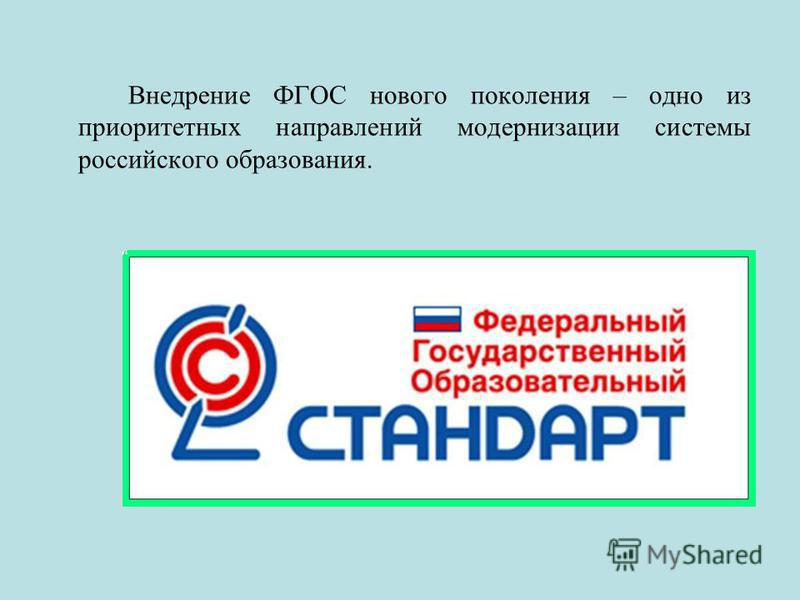 Внедрение ФГОС нового поколения – одно из
приоритетных направлений модернизации системы
российского образования.
Федеральный
Государственный
Образовательный
СТАНДАРТ
MyShared